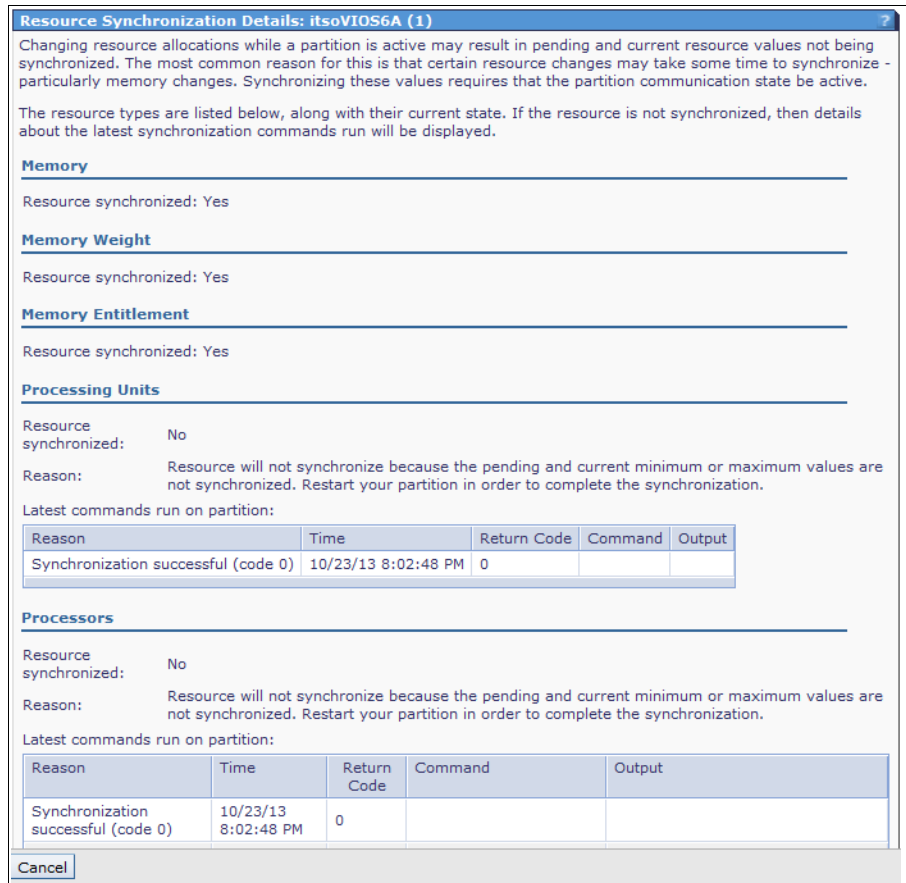 Resource Synchronization Details: itsoVIOS6A (1)
?
Changing resource allocations while a partition is active may result in pending and current resource values not being
synchronized. The most common reason for this is that certain resource changes may take some time to synchronize -
particularly memory changes. Synchronizing these values requires that the partition communication state be active.
The resource types are listed below, along with their current state. If the resource is not synchronized, then details
about the latest synchronization commands run will be displayed.
Memory
Resource synchronized: Yes
Memory Weight
Resource synchronized: Yes
Memory Entitlement
Resource synchronized: Yes
Processing Units
Resource
synchronized:
No
Reason:
Resource will not synchronize because the pending and current minimum or maximum values are
not synchronized. Restart your partition in order to complete the synchronization.
Latest commands run on partition:
Reason Time Return Code Command Output
Synchronization successful (code 0) 10/23/13 8:02:48 PM 0
Processors
Resource
synchronized:
No
Reason:
Resource will not synchronize because the pending and current minimum or maximum values are
not synchronized. Restart your partition in order to complete the synchronization.
Latest commands run on partition:
Reason Time Return Command Output
Code
Synchronization 10/23/13 0
successful (code 0) 8:02:48 PM
Cancel